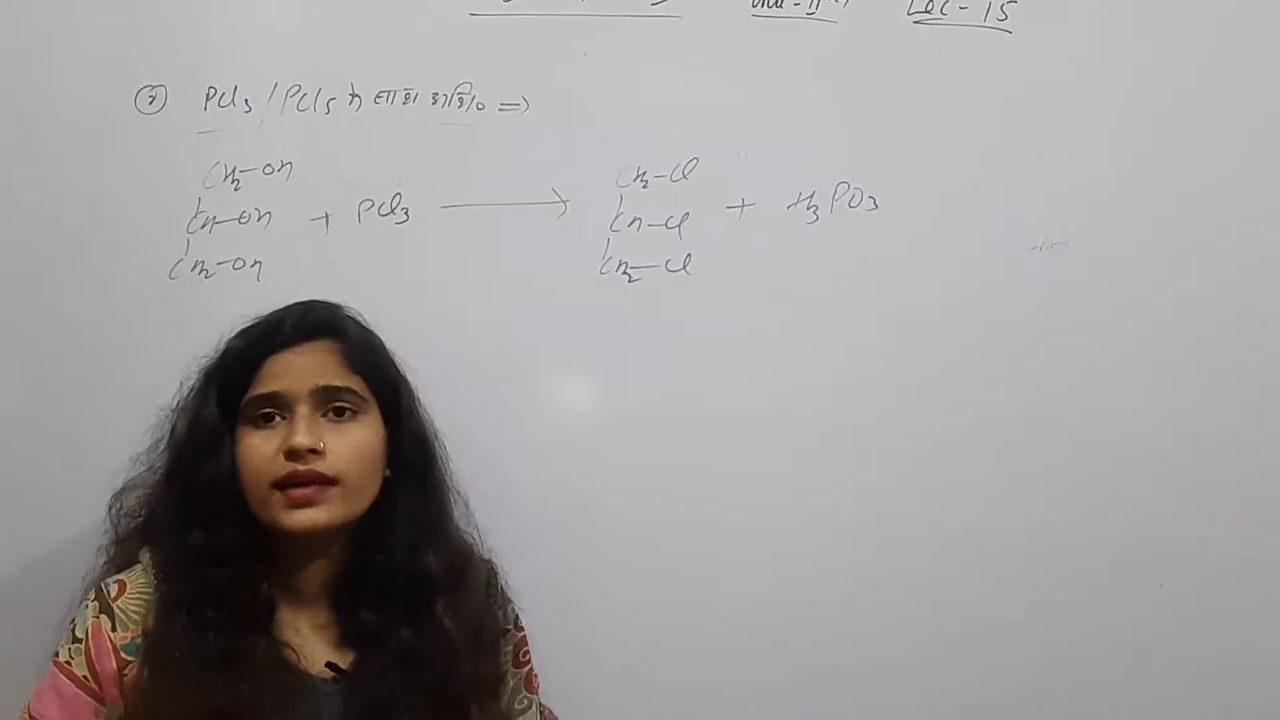 Lec-15
② PCl3 / PCl5 के साथ अभि० ⇒
CH2-OH CH2-Cl
CH-OH + PCl3 ⟶ CH-Cl + H3PO3
CH2-OH CH2-Cl